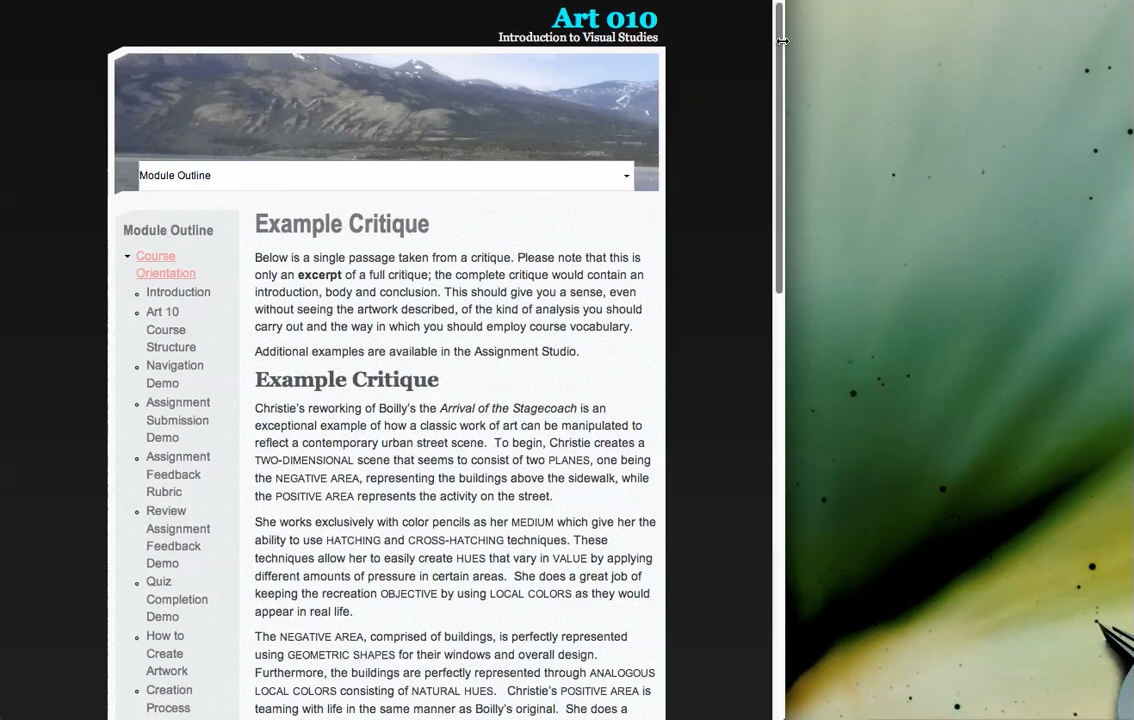 Art 010
Introduction to Visual Studies
Module Outline
Module Outline
Course
Orientation
Introduction
Art 10
Course
Structure
Navigation
Demo
Assignment
Submission
Demo
Assignment
Feedback
Rubric
Review
Assignment
Feedback
Demo
Quiz
Completion
Demo
How to
Create
Artwork
Creation
Process
Example Critique
Below is a single passage taken from a critique. Please note that this is
only an excerpt of a full critique; the complete critique would contain an
introduction, body and conclusion. This should give you a sense, even
without seeing the artwork described, of the kind of analysis you should
carry out and the way in which you should employ course vocabulary.
Additional examples are available in the Assignment Studio.
Example Critique
Christie's reworking of Boilly's the Arrival of the Stagecoach is an
exceptional example of how a classic work of art can be manipulated to
reflect a contemporary urban street scene. To begin, Christie creates a
TWO-DIMENSIONAL scene that seems to consist of two PLANES, one being
the NEGATIVE AREA, representing the buildings above the sidewalk, while
the POSITIVE AREA represents the activity on the street.
She works exclusively with color pencils as her MEDIUM which give her the
ability to use HATCHING and CROSS-HATCHING techniques. These
techniques allow her to easily create HUES that vary in VALUE by applying
different amounts of pressure in certain areas. She does a great job of
keeping the recreation OBJECTIVE by using LOCAL COLORS as they would
appear in real life.
The NEGATIVE AREA, comprised of buildings, is perfectly represented
using GEOMETRIC SHAPES for their windows and overall design.
Furthermore, the buildings are perfectly represented through ANALOGOUS
LOCAL COLORS consisting of NATURAL HUES. Christie's POSITIVE AREA is
teaming with life in the same manner as Boilly's original. She does a